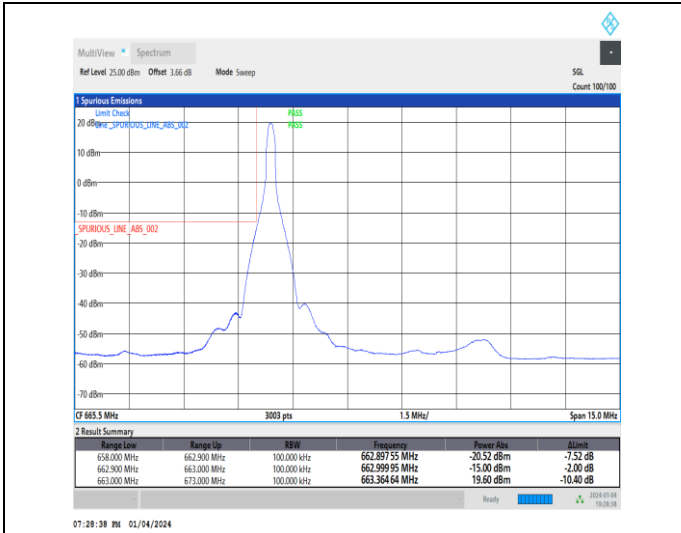 MultiView Spectrum
Ref Level 25.00 dBm Offset 3.66 dB Mode Sweep SGL
Count 100/100
1 Spurious Emissions
Limit Check PASS
20 dBm Line _SPURIOUS_LINE_ABS_002 PASS
10 dBm
0 dBm
-10 dBm
_SPURIOUS_LINE_ABS_002
-20 dBm
-30 dBm
-40 dBm
-50 dBm
-60 dBm
-70 dBm
CF 665.5 MHz 3003 pts 1.5 MHz/ Span 15.0 MHz
2 Result Summary
Range Low Range Up RBW Frequency Power Abs ΔLimit
658.000 MHz 662.900 MHz 100.000 kHz 662.897 55 MHz -20.52 dBm -7.52 dB
662.900 MHz 663.000 MHz 100.000 kHz 662.999 95 MHz -15.00 dBm -2.00 dB
663.000 MHz 673.000 MHz 100.000 kHz 663.364 64 MHz 19.60 dBm -10.40 dB
Ready 2024-01-04
19:28:38
07:28:38 PM 01/04/2024